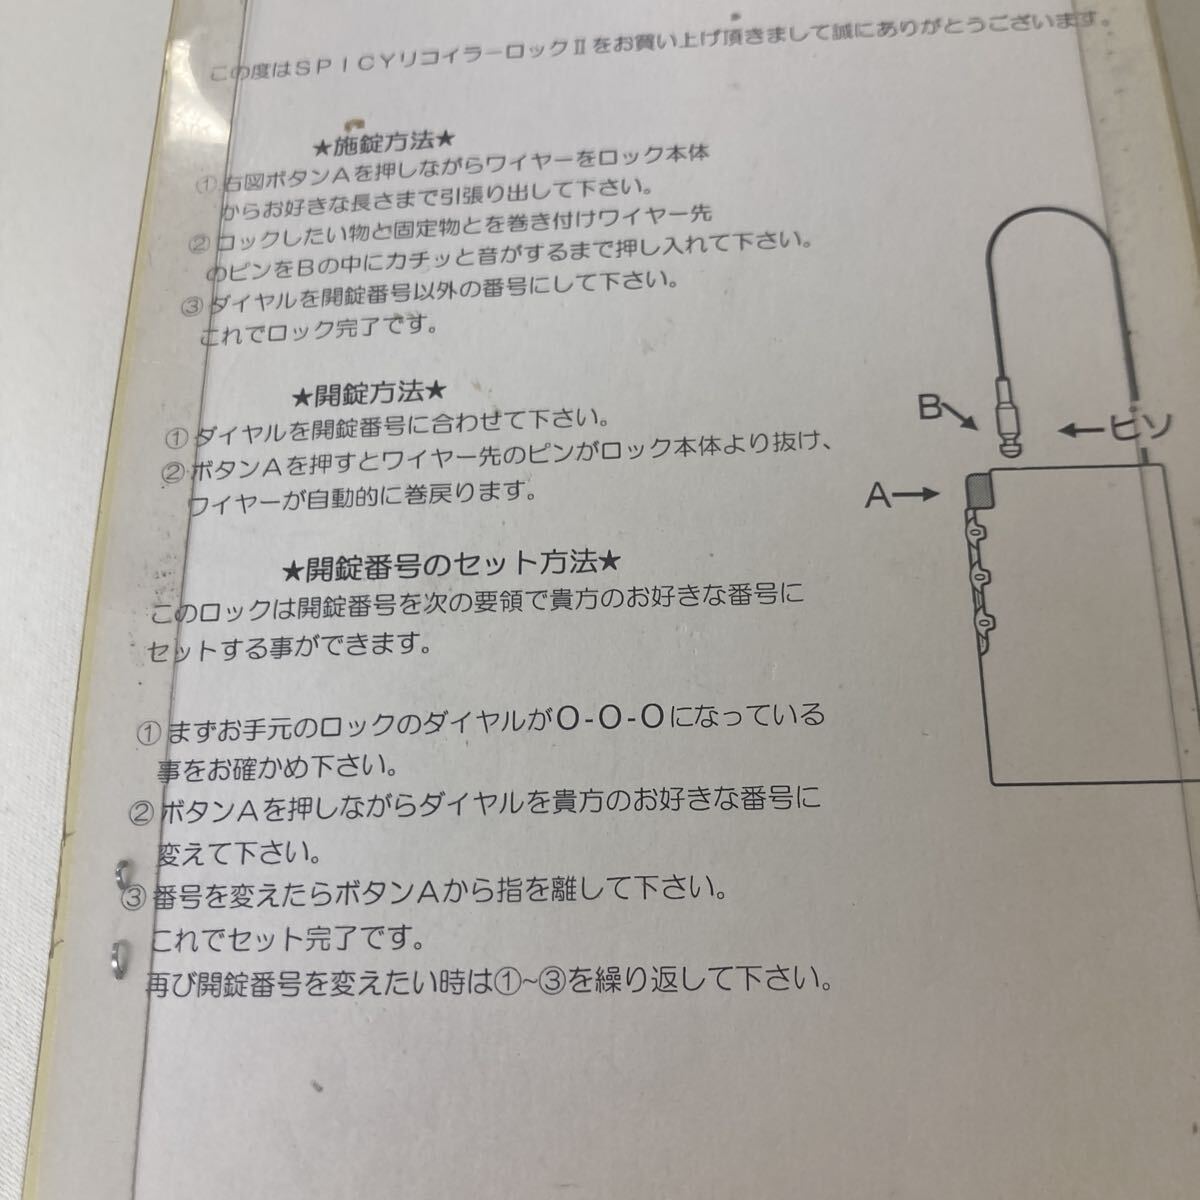 この度はSPICYリコイラーロックⅡをお買い上げ頂きまして誠にありがとうございます。
★施錠方法★
① 右図ボタンAを押しながらワイヤーをロック本体
からお好きな長さまで引張り出して下さい。
② ロックしたい物と固定物とを巻き付けワイヤー先
のピンをBの中にカチッと音がするまで押し入れて下さい。
③ ダイヤルを開錠番号以外の番号にして下さい。
これでロック完了です。
★開錠方法★
① ダイヤルを開錠番号に合わせて下さい。
② ボタンAを押すとワイヤー先のピンがロック本体より抜け、
ワイヤーが自動的に巻戻ります。
★開錠番号のセット方法★
このロックは開錠番号を次の要領で貴方のお好きな番号に
セットする事ができます。
① まずお手元のロックのダイヤルがO-O-Oになっている
事をお確かめ下さい。
② ボタンAを押しながらダイヤルを貴方のお好きな番号に
変えて下さい。
③ 番号を変えたらボタンAから指を離して下さい。
これでセット完了です。
再び開錠番号を変えたい時は①~③を繰り返して下さい。
B
ピン
A